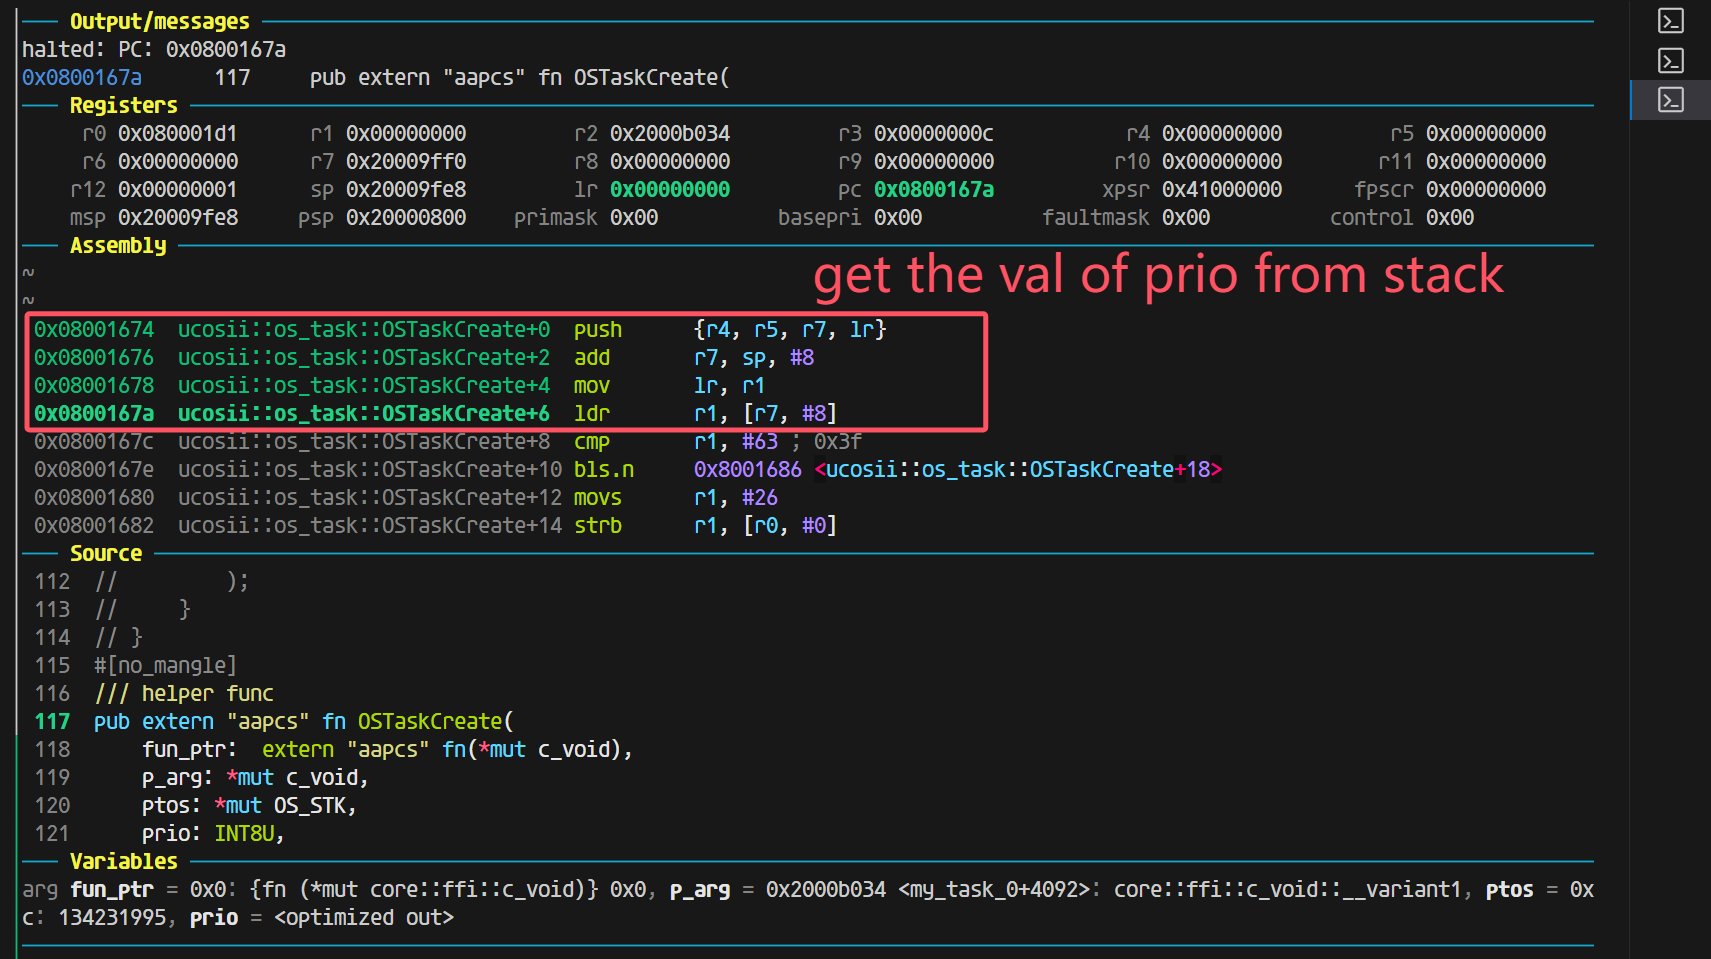 Output/messages
halted: PC: 0x0800167a
0x0800167a 117 pub extern "aapcs" fn OSTaskCreate(
Registers
r0 0x080001d1 r1 0x00000000 r2 0x2000b034 r3 0x0000000c r4 0x00000000 r5 0x00000000
r6 0x00000000 r7 0x20009ff0 r8 0x00000000 r9 0x00000000 r10 0x00000000 r11 0x00000000
r12 0x00000001 sp 0x20009fe8 lr 0x00000000 pc 0x0800167a xpsr 0x41000000 fpscr 0x00000000
msp 0x20009fe8 psp 0x20000800 primask 0x00 basepri 0x00 faultmask 0x00 control 0x00
Assembly
~
get the val of prio from stack
~
0x08001674 ucosii::os_task::OSTaskCreate+0 push {r4, r5, r7, lr}
0x08001676 ucosii::os_task::OSTaskCreate+2 add r7, sp, #8
0x08001678 ucosii::os_task::OSTaskCreate+4 mov lr, r1
0x0800167a ucosii::os_task::OSTaskCreate+6 ldr r1, [r7, #8]
0x0800167c ucosii::os_task::OSTaskCreate+8 cmp r1, #63 ; 0x3f
0x0800167e ucosii::os_task::OSTaskCreate+10 bls.n 0x8001686 <ucosii::os_task::OSTaskCreate+18>
0x08001680 ucosii::os_task::OSTaskCreate+12 movs r1, #26
0x08001682 ucosii::os_task::OSTaskCreate+14 strb r1, [r0, #0]
Source
112 // );
113 // }
114 // }
115 #[no_mangle]
116 /// helper func
117 pub extern "aapcs" fn OSTaskCreate(
118 fun_ptr: extern "aapcs" fn(*mut c_void),
119 p_arg: *mut c_void,
120 ptos: *mut OS_STK,
121 prio: INT8U,
Variables
arg fun_ptr = 0x0: {fn (*mut core::ffi::c_void)} 0x0, p_arg = 0x2000b034 <my_task_0+4092>: core::ffi::c_void::__variant1, ptos = 0x
c: 134231995, prio = <optimized out>